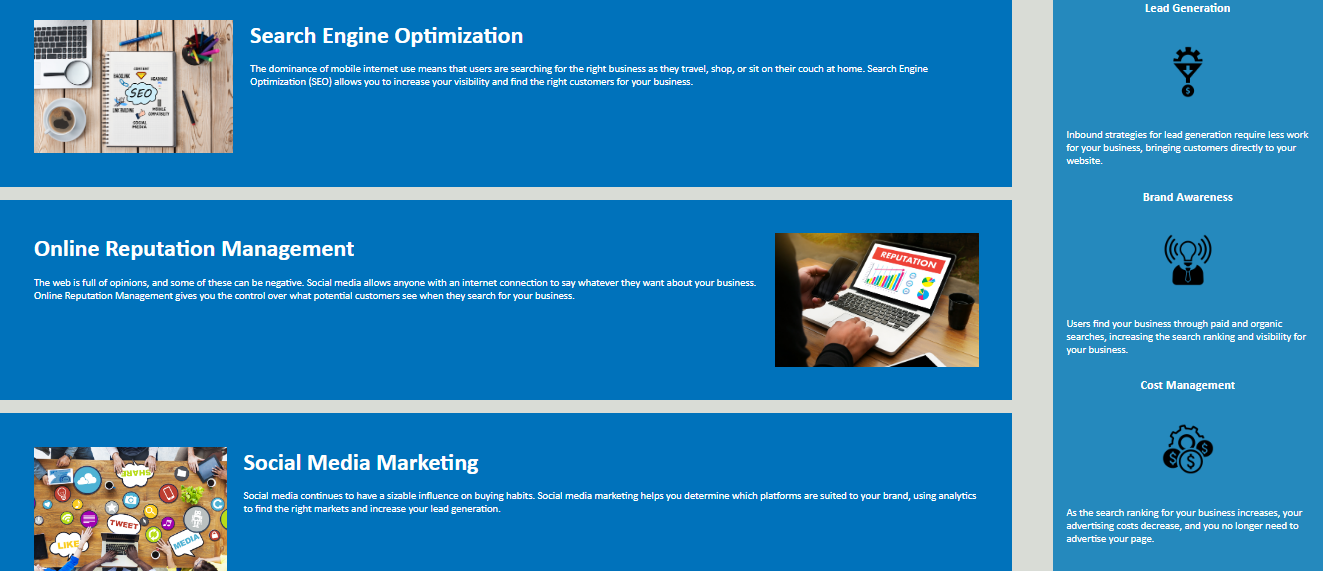 Search Engine Optimization
The dominance of mobile internet use means that users are searching for the right business as they travel, shop, or sit on their couch at home. Search Engine
Optimization (SEO) allows you to increase your visibility and find the right customers for your business.
CONTENT
BACKLINK
KEYWORDS
SEO
LINK TRADING
MOBILE
COMPATIBILITY
SOCIAL
MEDIA
Online Reputation Management
The web is full of opinions, and some of these can be negative. Social media allows anyone with an internet connection to say whatever they want about your business.
Online Reputation Management gives you the control over what potential customers see when they search for your business.
REPUTATION
Social Media Marketing
Social media continues to have a sizable influence on buying habits. Social media marketing helps you determine which platforms are suited to your brand, using analytics
to find the right markets and increase your lead generation.
SHARE
TWEET
LIKE
MEDIA
Lead Generation
$
Inbound strategies for lead generation require less work
for your business, bringing customers directly to your
website.
Brand Awareness
Users find your business through paid and organic
searches, increasing the search ranking and visibility for
your business.
Cost Management
$ $ $
As the search ranking for your business increases, your
advertising costs decrease, and you no longer need to
advertise your page.